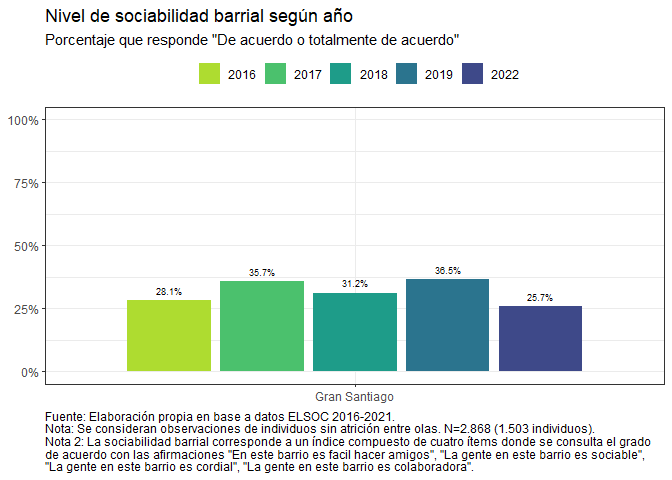 Nivel de sociabilidad barrial según año
Porcentaje que responde "De acuerdo o totalmente de acuerdo"
2016 2017 2018 2019 2022
100%
75%
50%
25%
0%
28.1% 35.7% 31.2% 36.5% 25.7%
Gran Santiago
Fuente: Elaboración propia en base a datos ELSOC 2016-2021.
Nota: Se consideran observaciones de individuos sin atrición entre olas. N=2.868 (1.503 individuos).
Nota 2: La sociabilidad barrial corresponde a un índice compuesto de cuatro ítems donde se consulta el grado
de acuerdo con las afirmaciones "En este barrio es facil hacer amigos", "La gente en este barrio es sociable",
"La gente en este barrio es cordial", "La gente en este barrio es colaboradora".